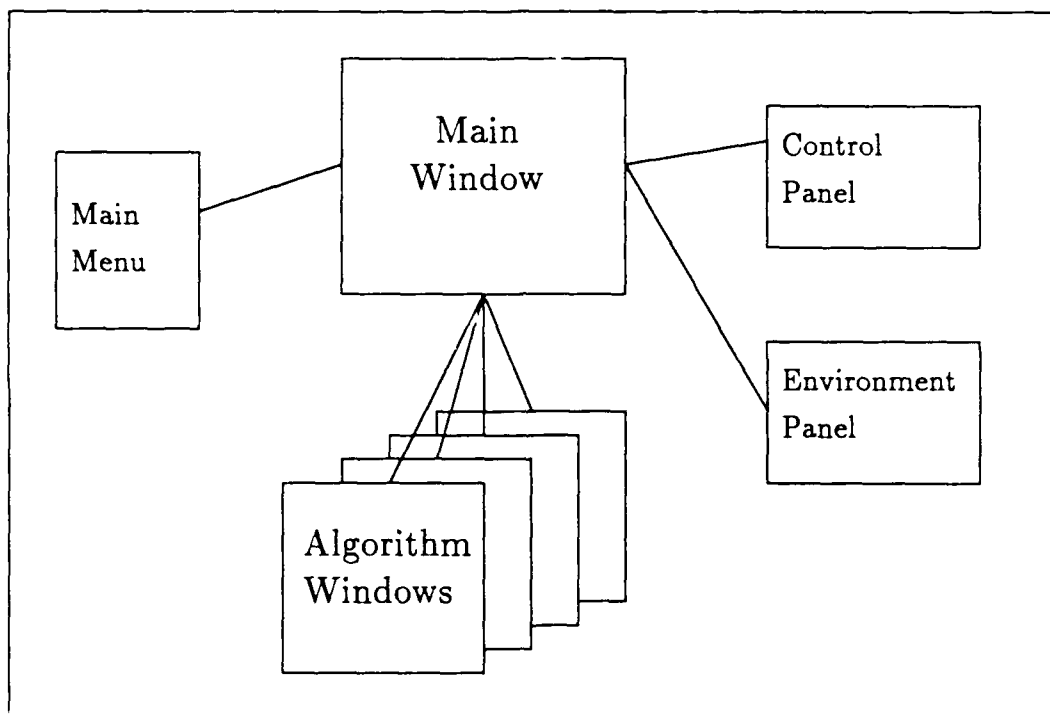 Main
Window
Main
Menu
Control
Panel
Environment
Panel
Algorithm
Windows